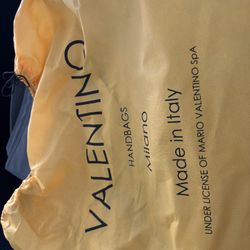 VALENTINO
HANDBAGS
Milano
Made in Italy
UNDER LICENSE OF MARIO VALENTINO SpA